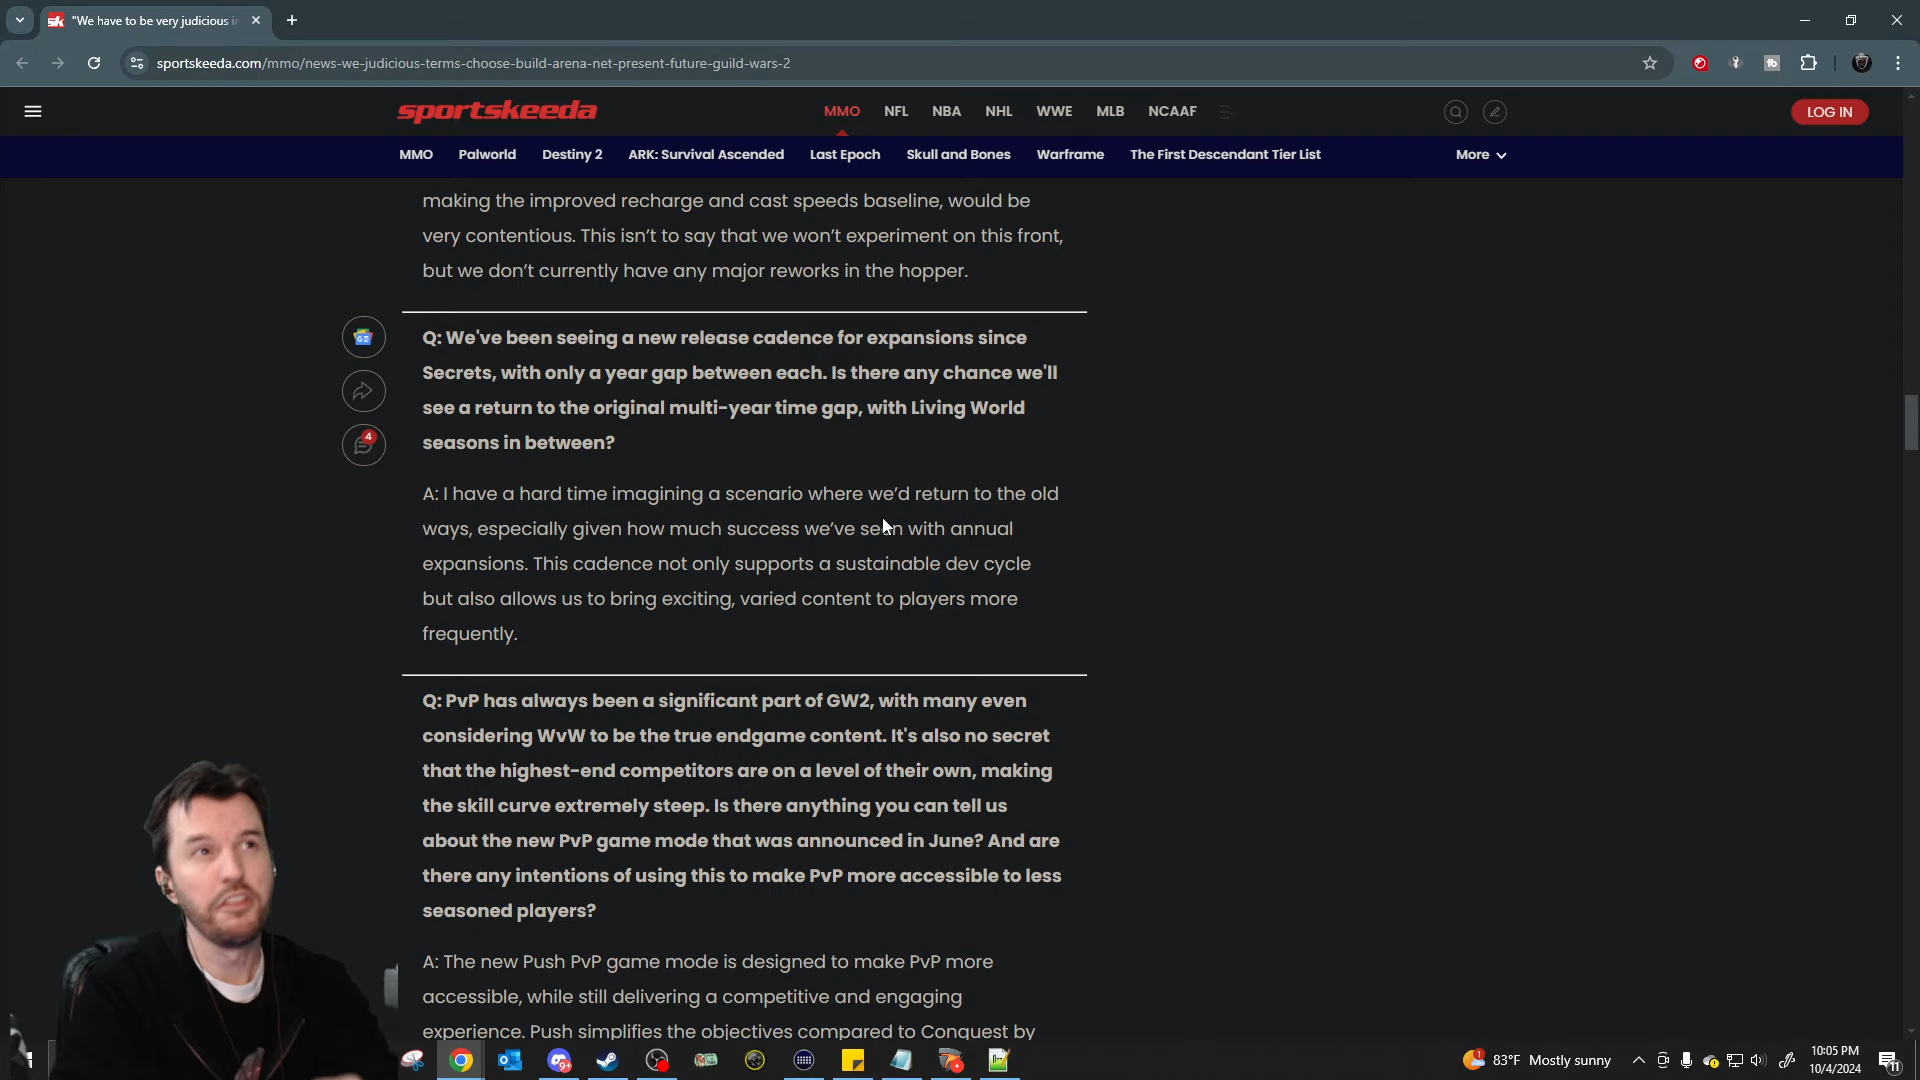 "We have to be very judicious i
sportskeeda.com/mmo/news-we-judicious-terms-choose-build-arena-net-present-future-guild-wars-2
sportskeeda
MMO NFL NBA NHL WWE MLB NCAAF
LOG IN
MMO Palworld Destiny 2 ARK: Survival Ascended Last Epoch Skull and Bones Warframe The First Descendant Tier List More
making the improved recharge and cast speeds baseline, would be
very contentious. This isn't to say that we won't experiment on this front,
but we don't currently have any major reworks in the hopper.
Q: We've been seeing a new release cadence for expansions since
Secrets, with only a year gap between each. Is there any chance we'll
see a return to the original multi-year time gap, with Living World
seasons in between?
4
A: I have a hard time imagining a scenario where we'd return to the old
ways, especially given how much success we've seen with annual
expansions. This cadence not only supports a sustainable dev cycle
but also allows us to bring exciting, varied content to players more
frequently.
Q: PvP has always been a significant part of GW2, with many even
considering WvW to be the true endgame content. It's also no secret
that the highest-end competitors are on a level of their own, making
the skill curve extremely steep. Is there anything you can tell us
about the new PvP game mode that was announced in June? And are
there any intentions of using this to make PvP more accessible to less
seasoned players?
A: The new Push PvP game mode is designed to make PvP more
accessible, while still delivering a competitive and engaging
experience. Push simplifies the objectives compared to Conquest by
83°F Mostly sunny
10:05 PM
10/4/2024
11